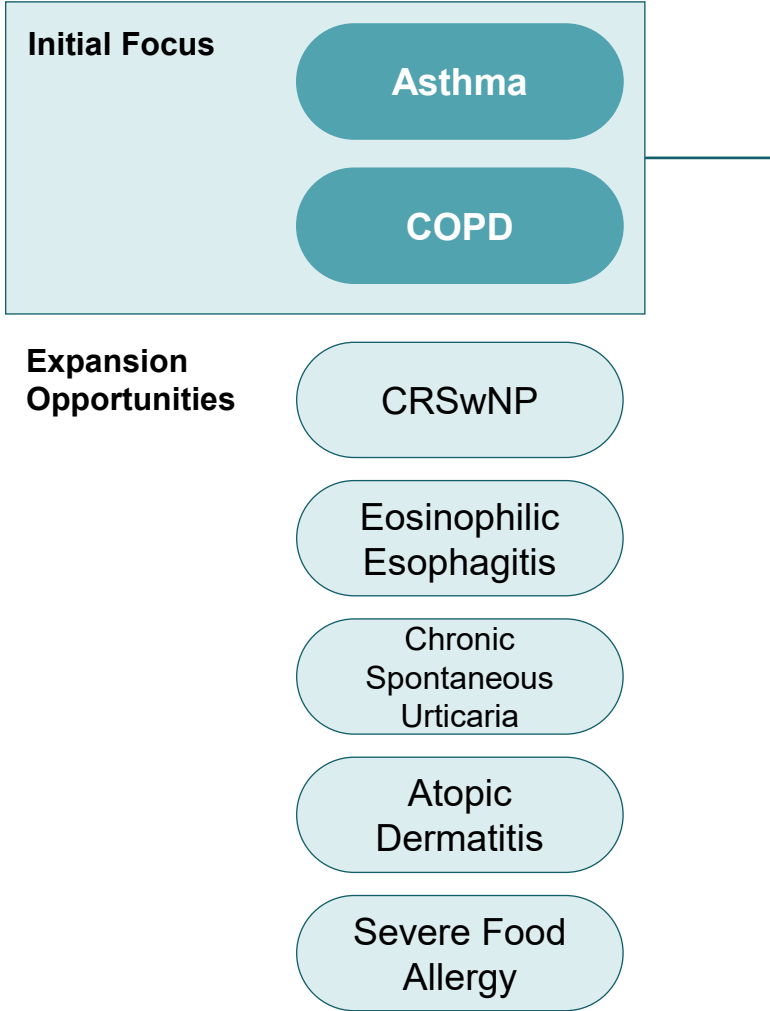 Initial Focus
Asthma
COPD
Expansion
Opportunities
CRSwNP
Eosinophilic
Esophagitis
Chronic
Spontaneous
Urticaria
Atopic
Dermatitis
Severe Food
Allergy